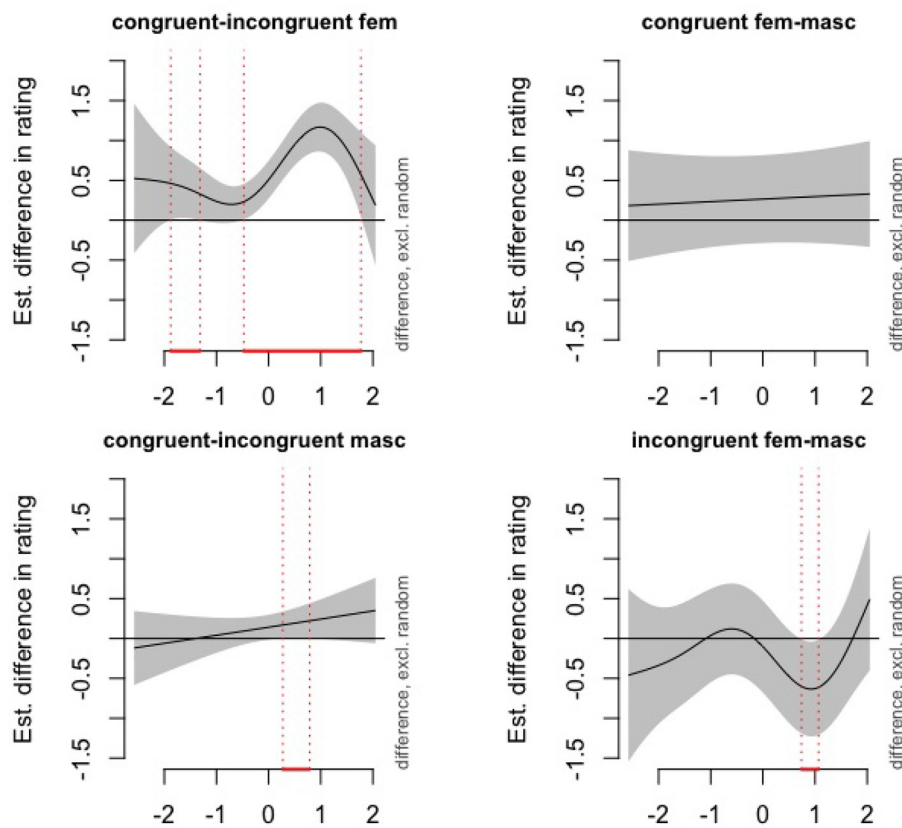 congruent-incongruent fem
Est. difference in rating
1.5
0.5
-0.5
-1.5
-2 -1 0 1 2
difference, excl. random
congruent fem-masc
Est. difference in rating
1.5
0.5
-0.5
-1.5
-2 -1 0 1 2
difference, excl. random
congruent-incongruent masc
Est. difference in rating
1.5
0.5
-0.5
-1.5
-2 -1 0 1 2
difference, excl. random
incongruent fem-masc
Est. difference in rating
1.5
0.5
-0.5
-1.5
-2 -1 0 1 2
difference, excl. random